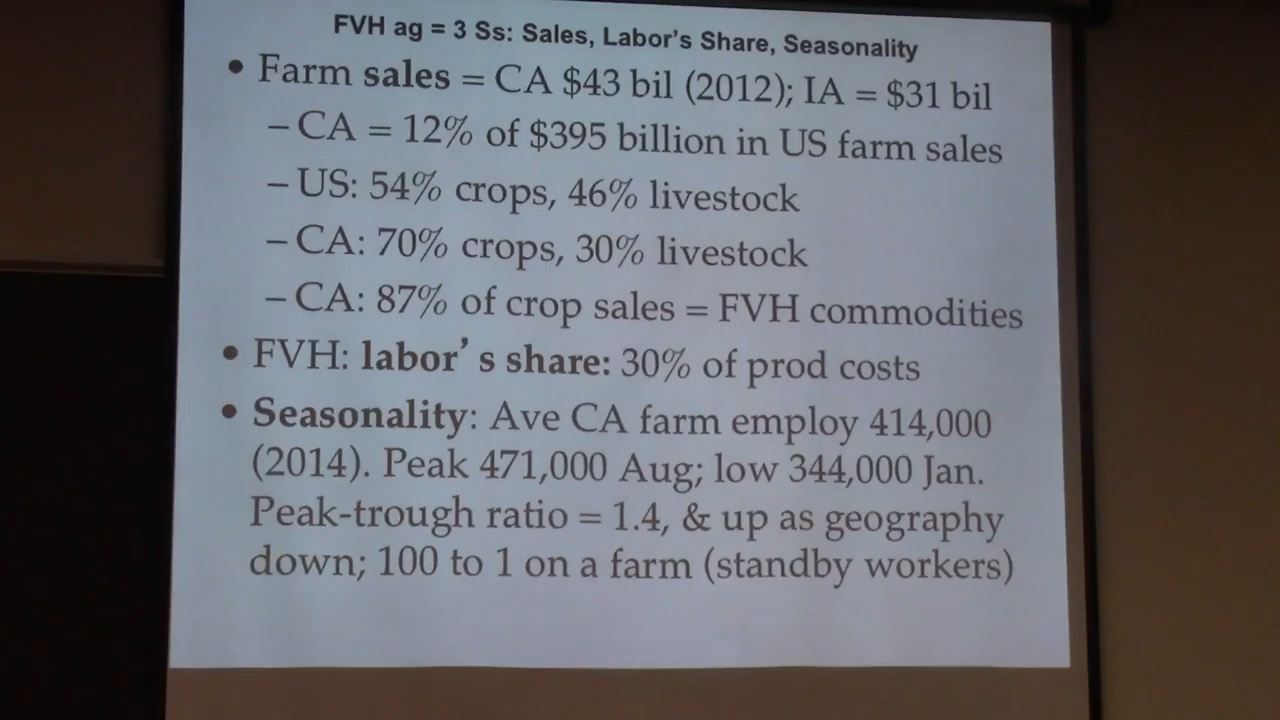 FVH ag = 3 Ss: Sales, Labor's Share, Seasonality
• Farm sales = CA $43 bil (2012); IA = $31 bil
– CA = 12% of $395 billion in US farm sales
– US: 54% crops, 46% livestock
– CA: 70% crops, 30% livestock
– CA: 87% of crop sales = FVH commodities
• FVH: labor's share: 30% of prod costs
• Seasonality: Ave CA farm employ 414,000
(2014). Peak 471,000 Aug; low 344,000 Jan.
Peak-trough ratio = 1.4, & up as geography
down; 100 to 1 on a farm (standby workers)